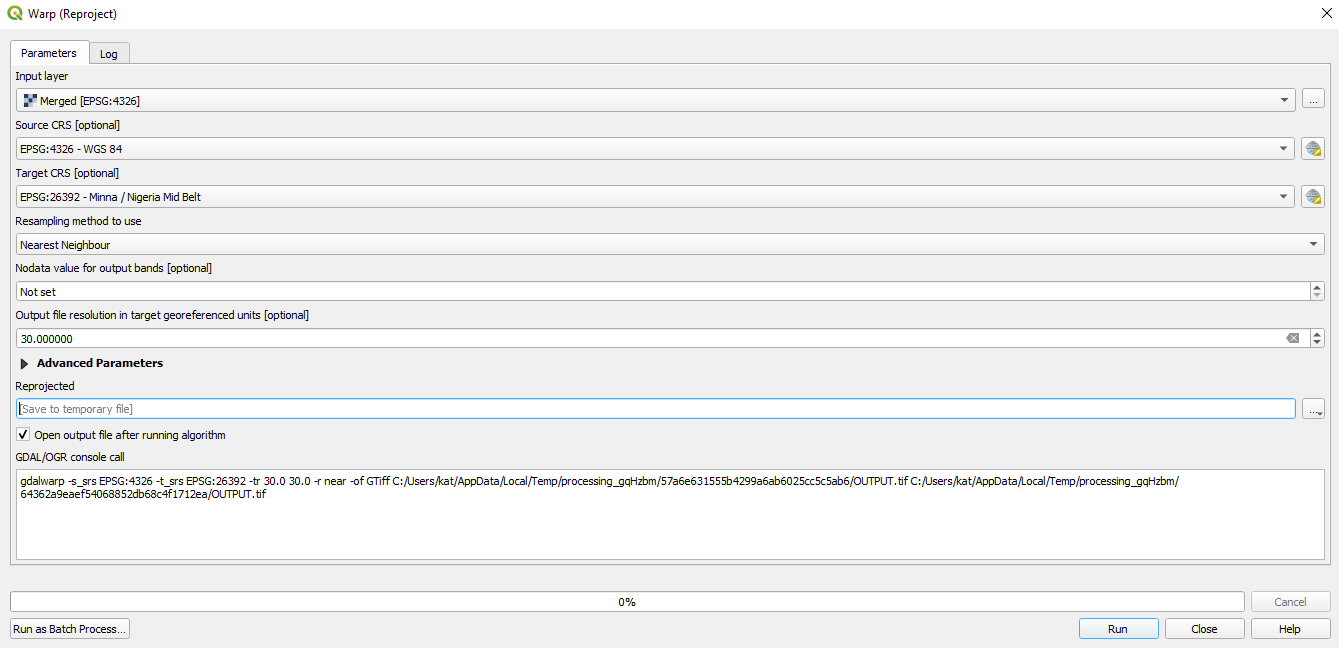 Warp (Reproject)
Parameters
Log
Input layer
Merged [EPSG:4326]
...
Source CRS [optional]
EPSG:4326 - WGS 84
Target CRS [optional]
EPSG:26392 - Minna / Nigeria Mid Belt
Resampling method to use
Nearest Neighbour
Nodata value for output bands [optional]
Not set
Output file resolution in target georeferenced units [optional]
30.000000
Advanced Parameters
Reprojected
[Save to temporary file]
...
Open output file after running algorithm
GDAL/OGR console call
gdalwarp -s_srs EPSG:4326 -t_srs EPSG:26392 -tr 30.0 30.0 -r near -of GTiff C:/Users/kat/AppData/Local/Temp/processing_gqHzbm/57a6e631555b4299a6ab6025cc5c5ab6/OUTPUT.tif C:/Users/kat/AppData/Local/Temp/processing_gqHzbm/
64362a9eaef54068852db68c4f1712ea/OUTPUT.tif
0%
Cancel
Run as Batch Process...
Run
Close
Help